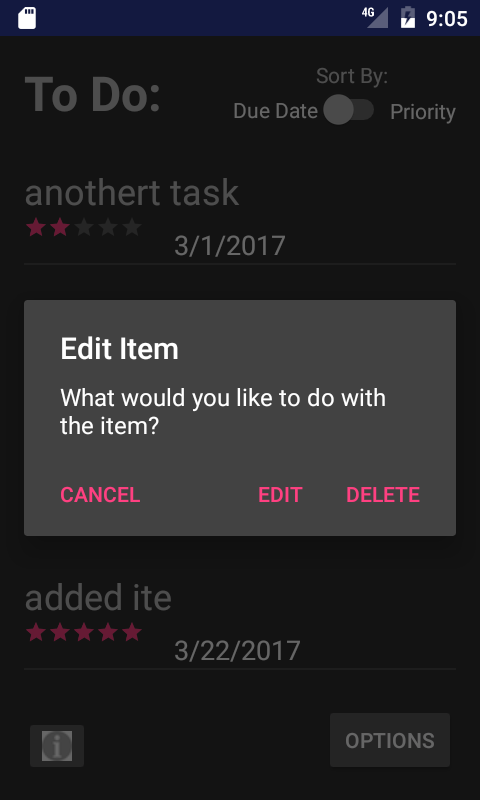 4G 9:05
To Do:
Sort By:
Due Date Priority
anothert task
3/1/2017
Edit Item
What would you like to do with
the item?
CANCEL EDIT DELETE
added ite
3/22/2017
i OPTIONS